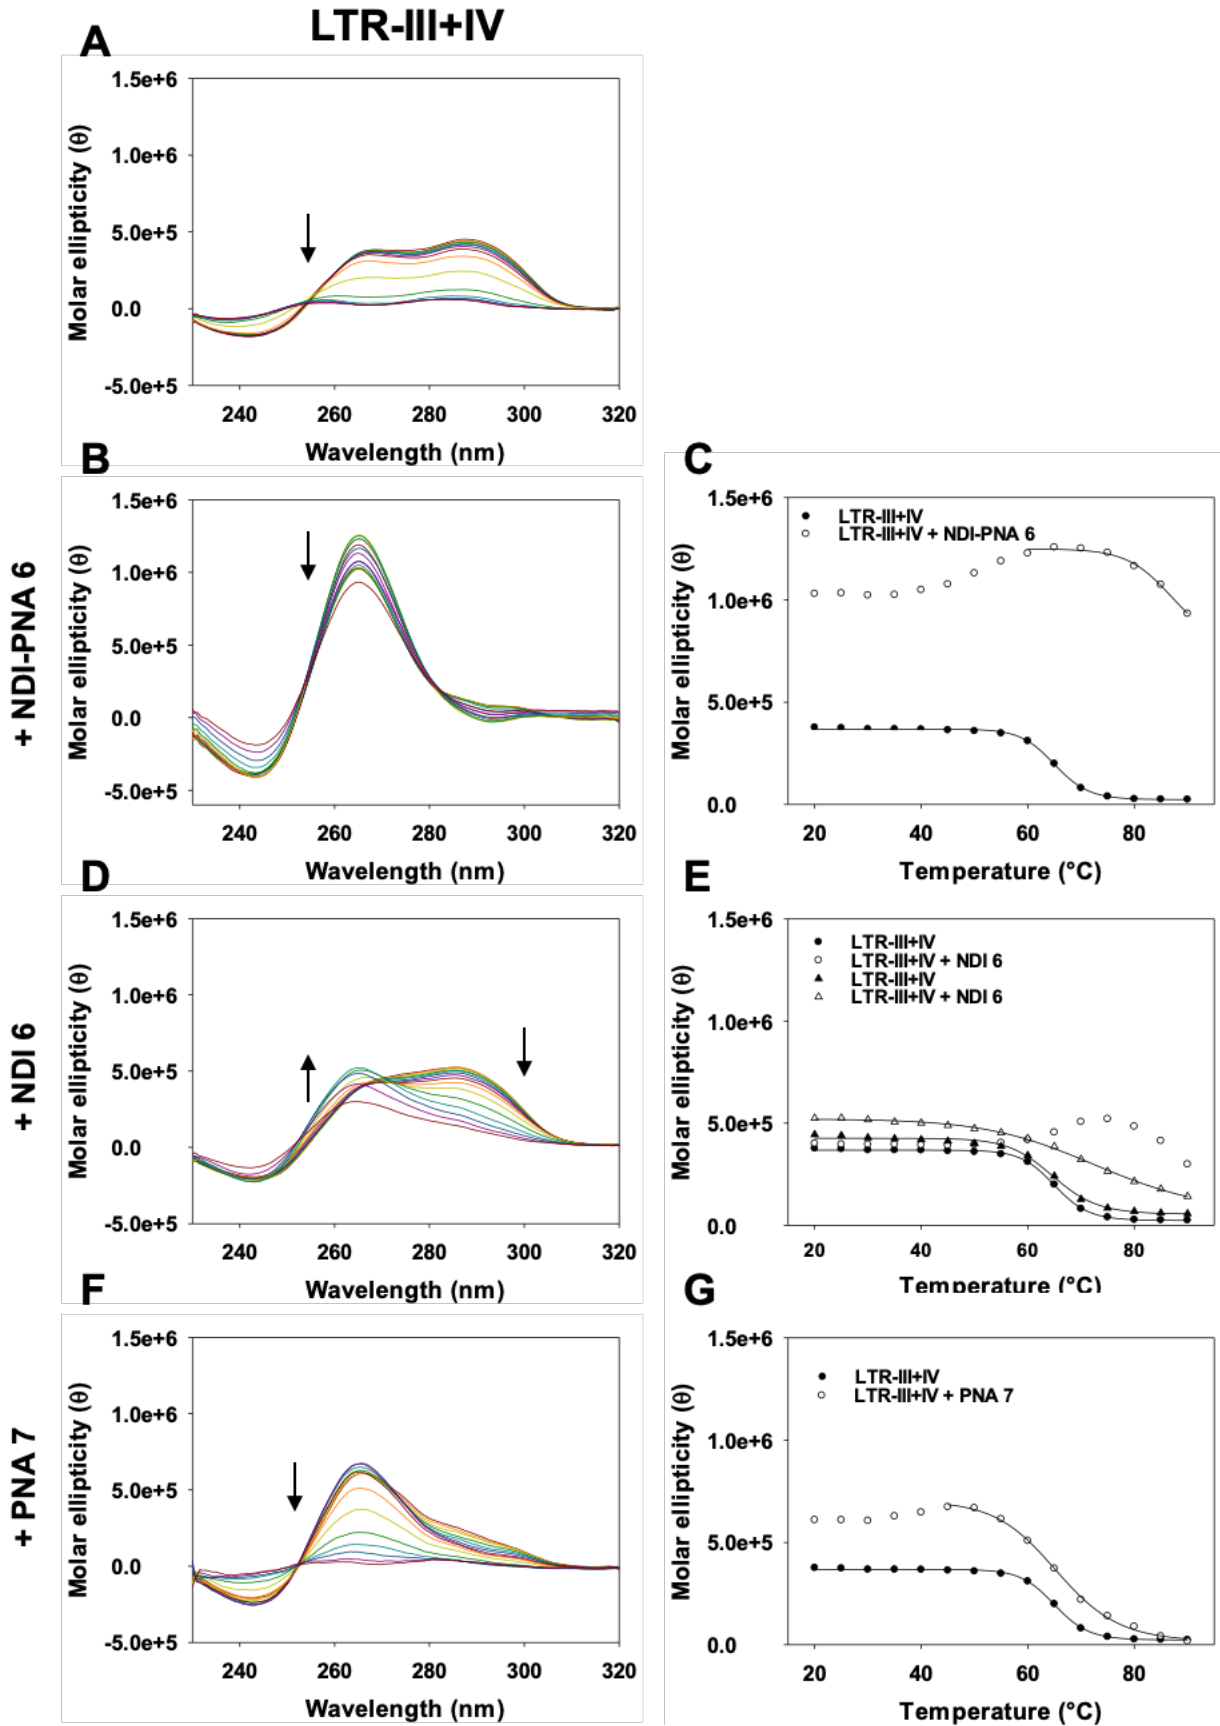 A
LTR-III+IV
1.5e+6
1.0e+6
5.0e+5
0.0
-5.0e+5
Molar ellipticity (θ)
240 260 280 300 320
Wavelength (nm)
+ NDI-PNA 6
B
1.5e+6
1.0e+6
5.0e+5
0.0
-5.0e+5
Molar ellipticity (θ)
240 260 280 300 320
Wavelength (nm)
C
1.5e+6
1.0e+6
5.0e+5
0.0
Molar ellipticity (θ)
LTR-III+IV
LTR-III+IV + NDI-PNA 6
20 40 60 80
Temperature (°C)
+ NDI 6
D
1.5e+6
1.0e+6
5.0e+5
0.0
-5.0e+5
Molar ellipticity (θ)
240 260 280 300 320
Wavelength (nm)
E
1.5e+6
1.0e+6
5.0e+5
0.0
Molar ellipticity (θ)
LTR-III+IV
LTR-III+IV + NDI 6
LTR-III+IV
LTR-III+IV + NDI 6
20 40 60 80
Temperature (°C)
+ PNA 7
F
1.5e+6
1.0e+6
5.0e+5
0.0
-5.0e+5
Molar ellipticity (θ)
240 260 280 300 320
Wavelength (nm)
G
1.5e+6
1.0e+6
5.0e+5
0.0
Molar ellipticity (θ)
LTR-III+IV
LTR-III+IV + PNA 7
20 40 60 80
Temperature (°C)